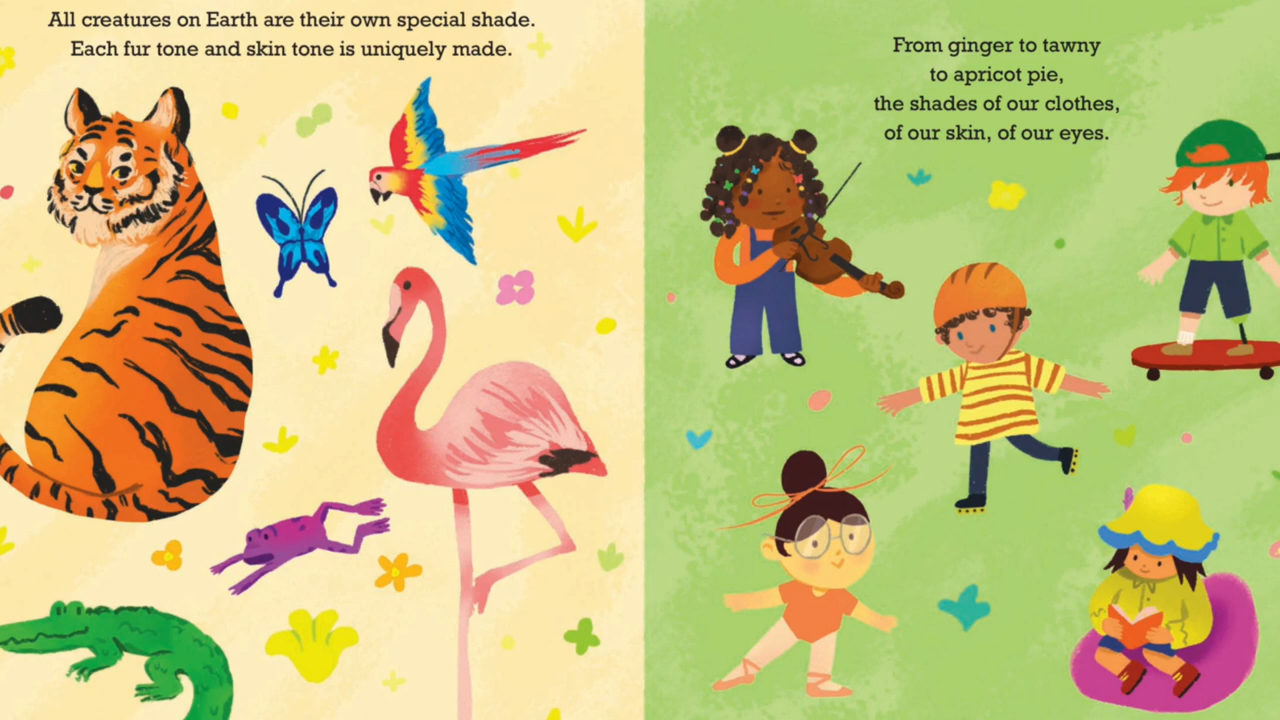 All creatures on Earth are their own special shade.
Each fur tone and skin tone is uniquely made.
From ginger to tawny
to apricot pie,
the shades of our clothes,
of our skin, of our eyes.